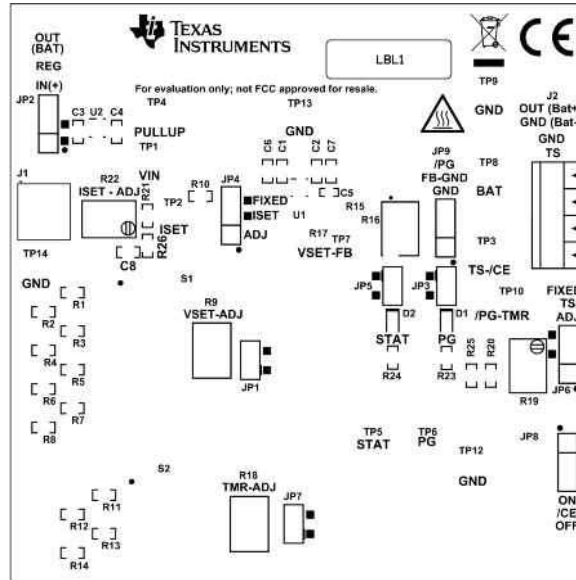 TEXAS
INSTRUMENTS
OUT
(BAT)
REG
IN(+)
JP2
C3 U2 C4
For evaluation only; not FCC approved for resale.
TP4
TP13
PULLUP
TP1
GND
LBL1
CE
TP9
GND
J2
OUT (Bat+
GND (Bat-
GND
TS
C6 C1 C2 C7
C5
JP9
/PG
FB-GND
GND
TP8
BAT
J1
R22
ISET - ADJ
VIN
R21
TP2
R10
JP4
FIXED
ISET
ADJ
U1
R15
R16
R17
TP7
VSET-FB
ISET
R26
C8
TP14
TP3
TS-/CE
GND
S1
R1
R2
R3
R4
R5
R6
R7
R8
R9
VSET-ADJ
JP1
JP5
JP3
TP10
FIXED
TS
ADJ
D2
D1
/PG-TMR
STAT
PG
R24
R23
R25
R20
R19
JP6
TP5
STAT
TP6
PG
TP12
GND
JP8
ON
/CE
OFF
S2
R11
R12
R13
R14
R18
TMR-ADJ
JP7